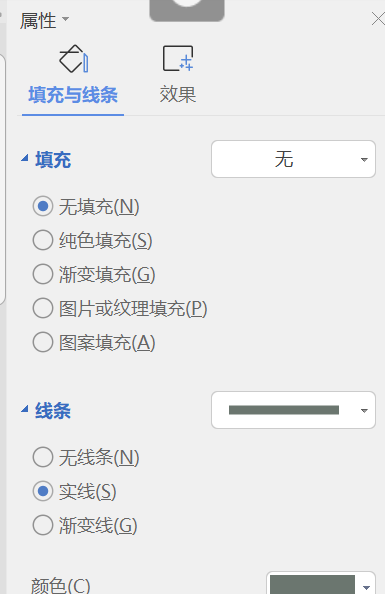 属性
填充与线条 效果
填充 无
无填充(N)
纯色填充(S)
渐变填充(G)
图片或纹理填充(P)
图案填充(A)
线条
无线条(N)
实线(S)
渐变线(G)
颜色(C)